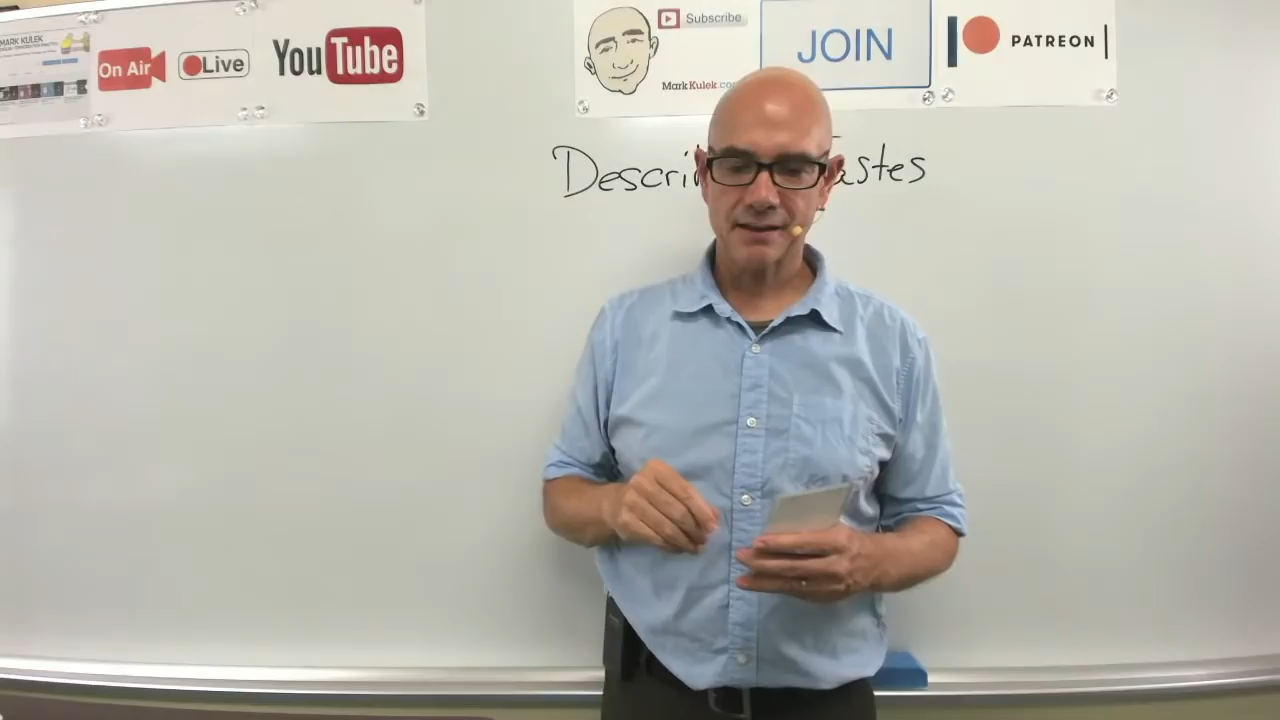 MARK KULEK
On Air
Live
YouTube
Subscribe
MarkKulek.co
JOIN
PATREON
Descri astes